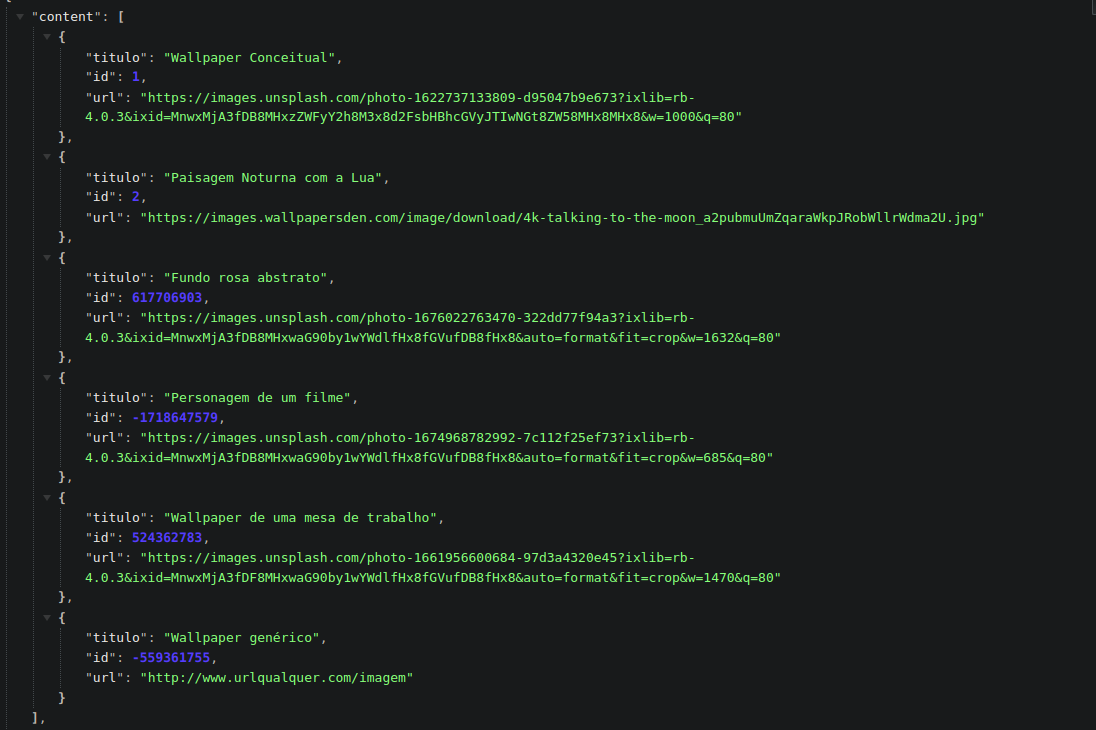 "content": [
{
"titulo": "Wallpaper Conceitual",
"id": 1,
"url": "https://images.unsplash.com/photo-1622737133809-d95047b9e673?ixlib=rb-
4.0.3&ixid=MnwxMjA3fDB8MHxzZWFyY2h8M3x8d2FsbHBhcGVyJTIwNGt8ZW58MHx8MHx8&w=1000&q=80"
},
{
"titulo": "Paisagem Noturna com a Lua",
"id": 2,
"url": "https://images.wallpapersden.com/image/download/4k-talking-to-the-moon_a2pubmuUmZqaraWkpJRobWllrWdma2U.jpg"
},
{
"titulo": "Fundo rosa abstrato",
"id": 617706903,
"url": "https://images.unsplash.com/photo-1676022763470-322dd77f94a3?ixlib=rb-
4.0.3&ixid=MnwxMjA3fDB8MHxwaG90by1wYWdlfHx8fGVufDB8fHx8&auto=format&fit=crop&w=1632&q=80"
},
{
"titulo": "Personagem de um filme",
"id": -1718647579,
"url": "https://images.unsplash.com/photo-1674968782992-7c112f25ef73?ixlib=rb-
4.0.3&ixid=MnwxMjA3fDB8MHxwaG90by1wYWdlfHx8fGVufDB8fHx8&auto=format&fit=crop&w=685&q=80"
},
{
"titulo": "Wallpaper de uma mesa de trabalho",
"id": 524362783,
"url": "https://images.unsplash.com/photo-1661956600684-97d3a4320e45?ixlib=rb-
4.0.3&ixid=MnwxMjA3fDF8MHxwaG90by1wYWdlfHx8fGVufDB8fHx8&auto=format&fit=crop&w=1470&q=80"
},
{
"titulo": "Wallpaper genérico",
"id": -559361755,
"url": "http://www.urlqualquer.com/imagem"
}
],